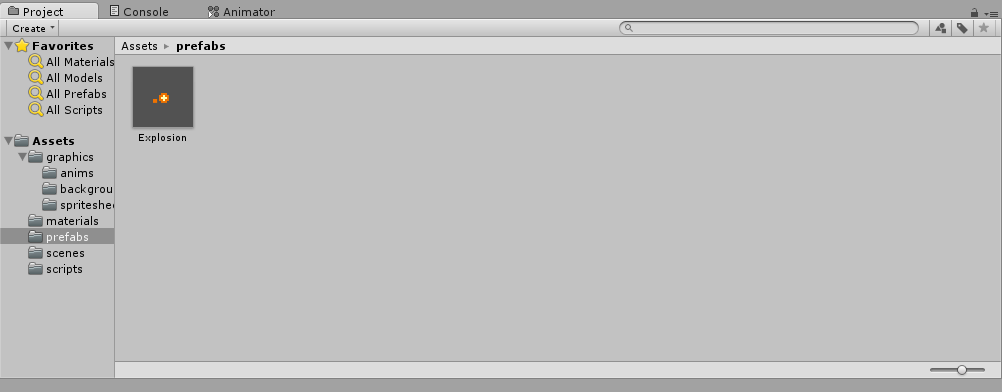 Project Console Animator
Create
Favorites
All Materials
All Models
All Prefabs
All Scripts
Assets
graphics
anims
backgrou
spriteshee
materials
prefabs
scenes
scripts
Assets prefabs
Explosion